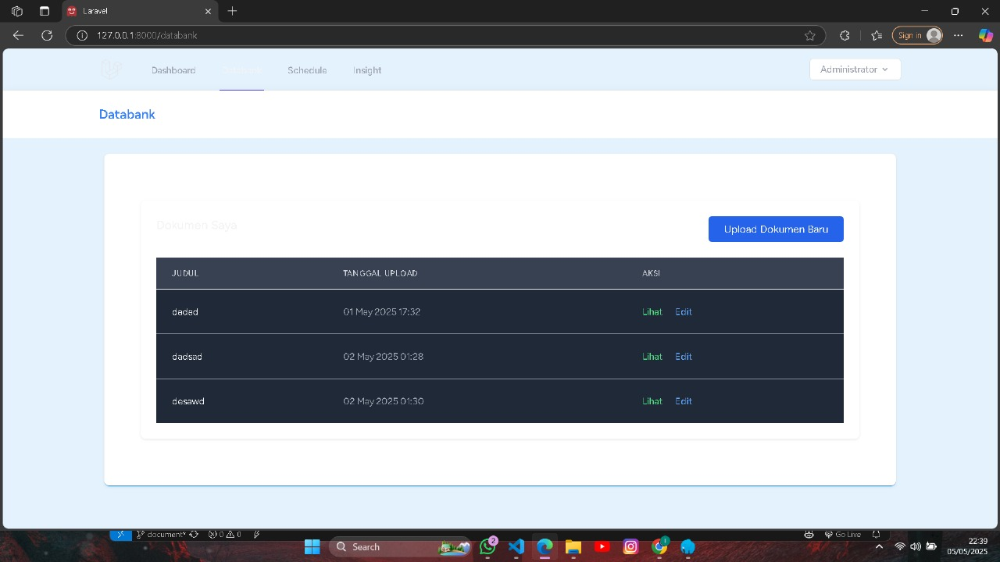 Laravel
127.0.0.1:8000/databank
Sign in
Dashboard
Databank
Schedule
Insight
Administrator
Databank
Dokumen Saya
Upload Dokumen Baru
JUDUL TANGGAL UPLOAD AKSI
dadad 01 May 2025 17:32 Lihat Edit
dadsad 02 May 2025 01:28 Lihat Edit
desawd 02 May 2025 01:30 Lihat Edit
document* 0 0 Go Live
Search
2
1
22:39
05/05/2025